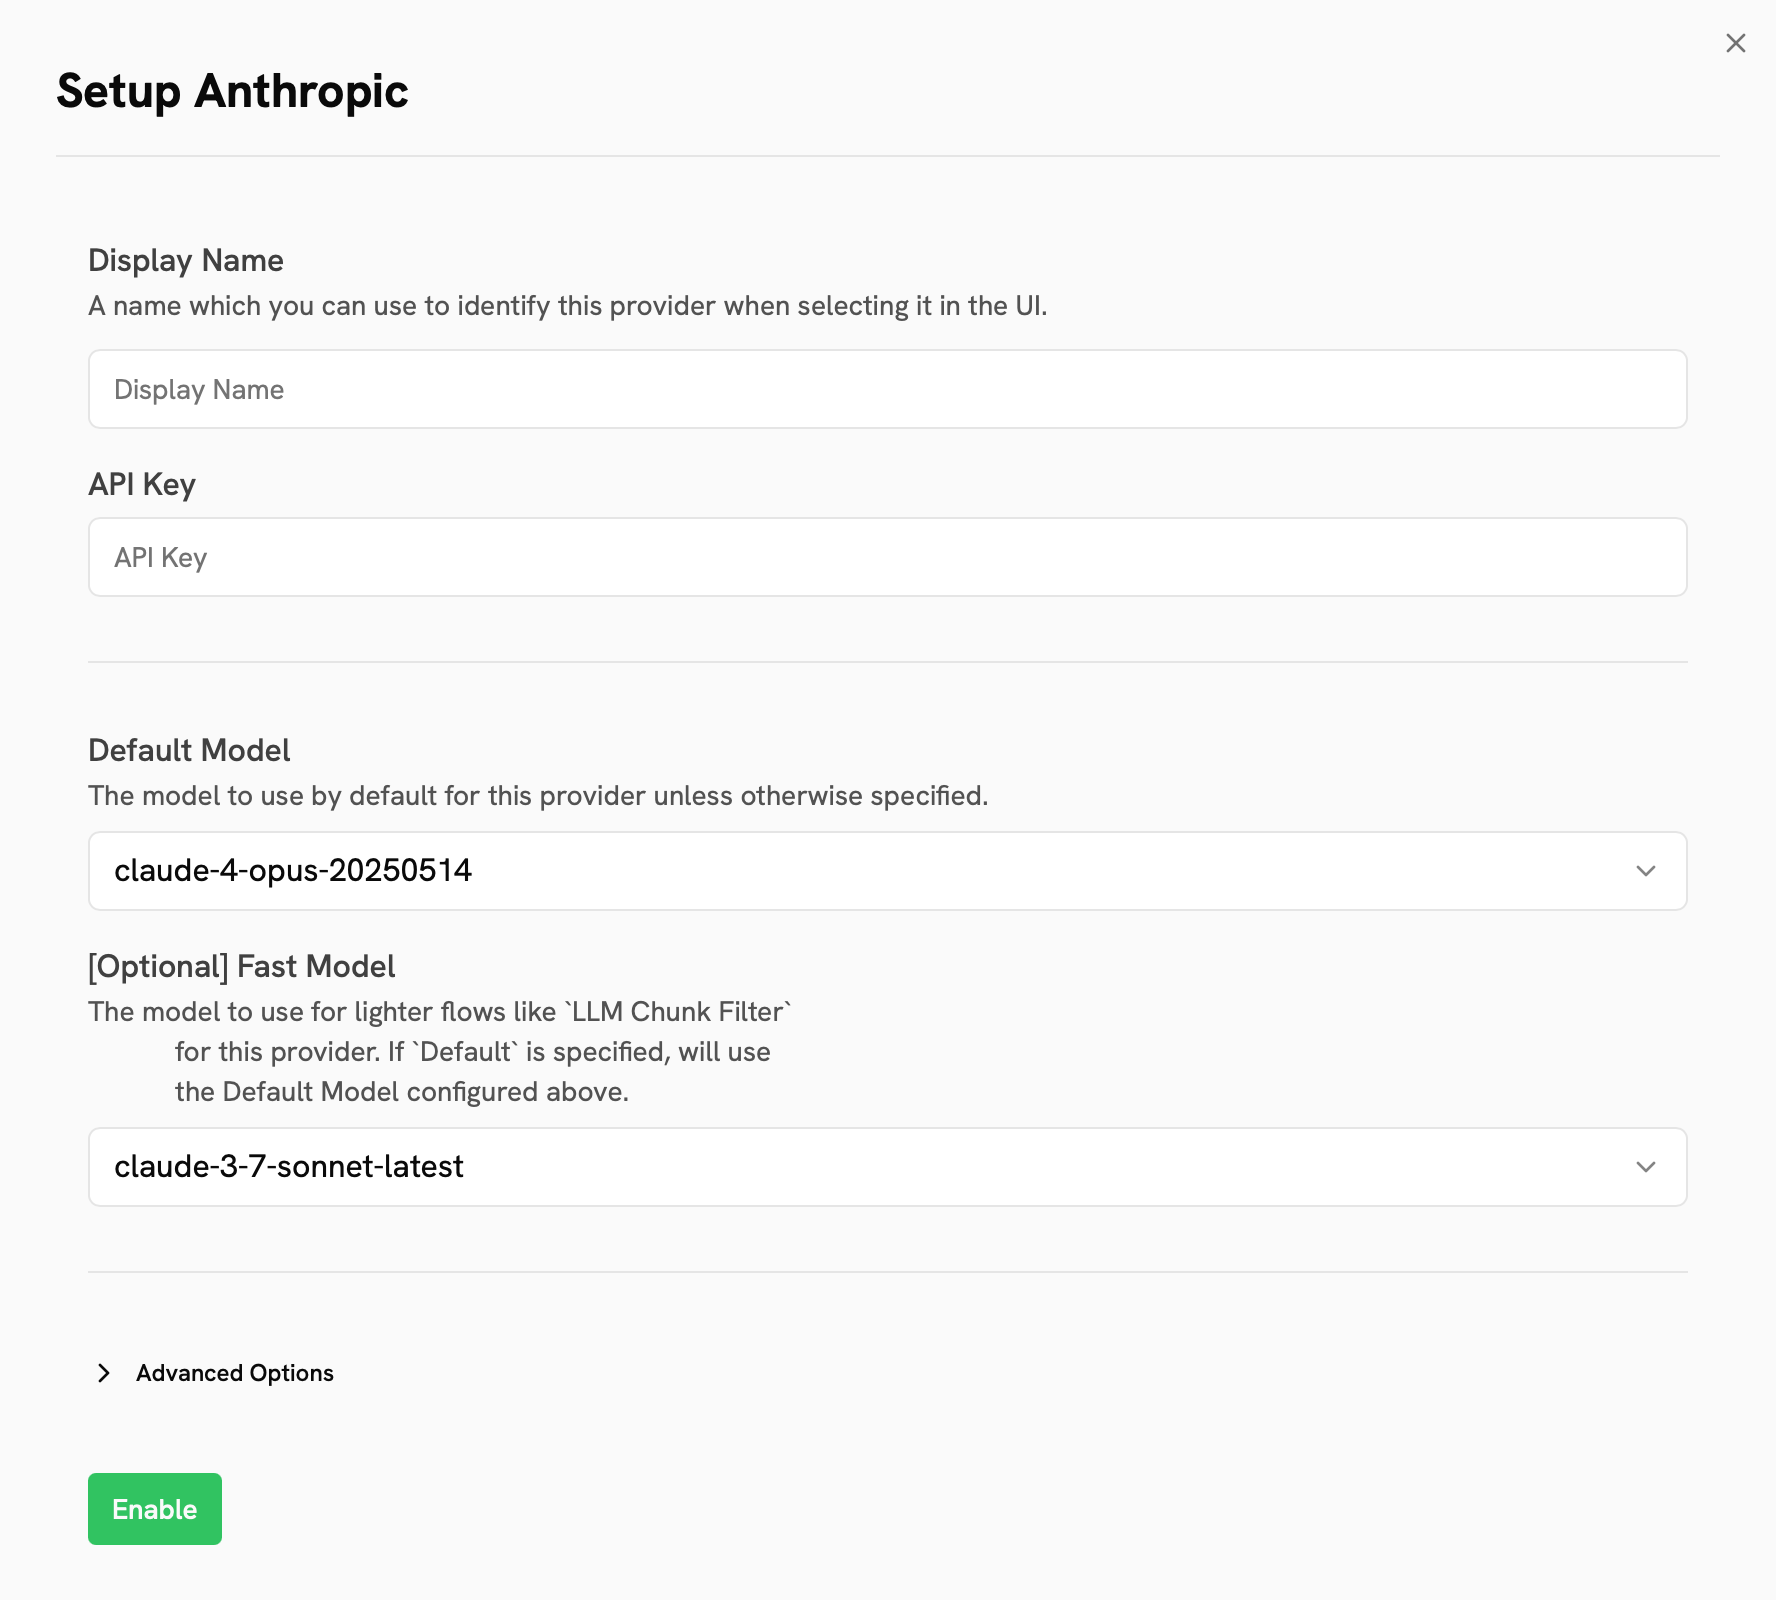 Setup Anthropic
Display Name
A name which you can use to identify this provider when selecting it in the UI.
Display Name
API Key
API Key
Default Model
The model to use by default for this provider unless otherwise specified.
claude-4-opus-20250514
[Optional] Fast Model
The model to use for lighter flows like `LLM Chunk Filter`
for this provider. If `Default` is specified, will use
the Default Model configured above.
claude-3-7-sonnet-latest
Advanced Options
Enable